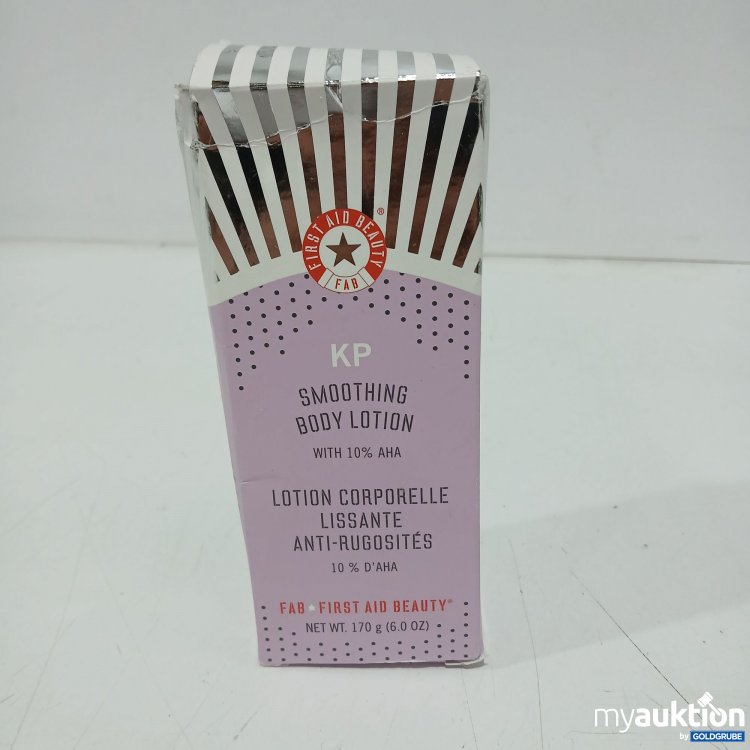 FIRST AID BEAUTY
®
FAB
KP
SMOOTHING
BODY LOTION
WITH 10% AHA
LOTION CORPORELLE
LISSANTE
ANTI-RUGOSITÉS
10 % D'AHA
FAB FIRST AID BEAUTY®
NET WT. 170 g (6.0 OZ)
myauktion
by GOLDGRUBE